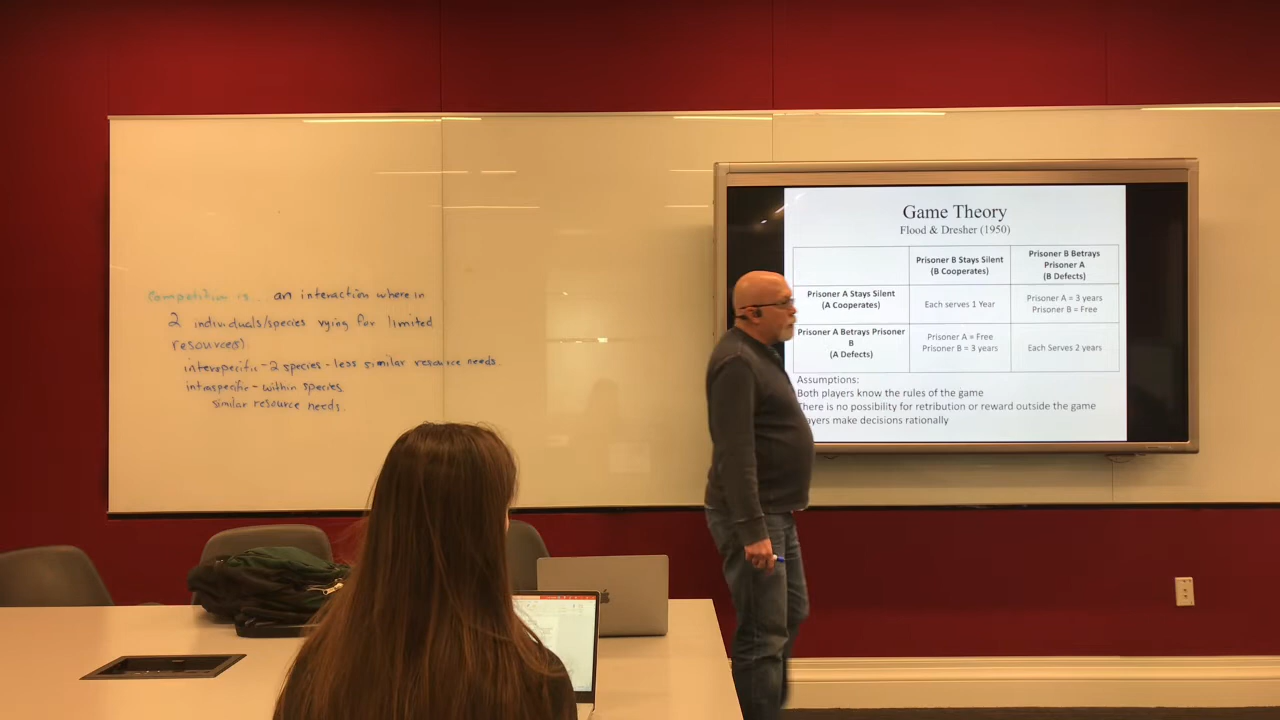 Competition is... an interaction where in
2 individuals/species vying for limited
resource(s)
interspecific - 2 species - less similar resource needs.
intraspecific - within species.
similar resource needs.
Game Theory
Flood & Dresher (1950)
Prisoner B Stays Silent
(B Cooperates)
Prisoner B Betrays
Prisoner A
(B Defects)
Prisoner A Stays Silent
(A Cooperates)
Each serves 1 Year
Prisoner A = 3 years
Prisoner B = Free
Prisoner A Betrays Prisoner
B
(A Defects)
Prisoner A = Free
Prisoner B = 3 years
Each Serves 2 years
Assumptions:
Both players know the rules of the game
There is no possibility for retribution or reward outside the game
make decisions rationally